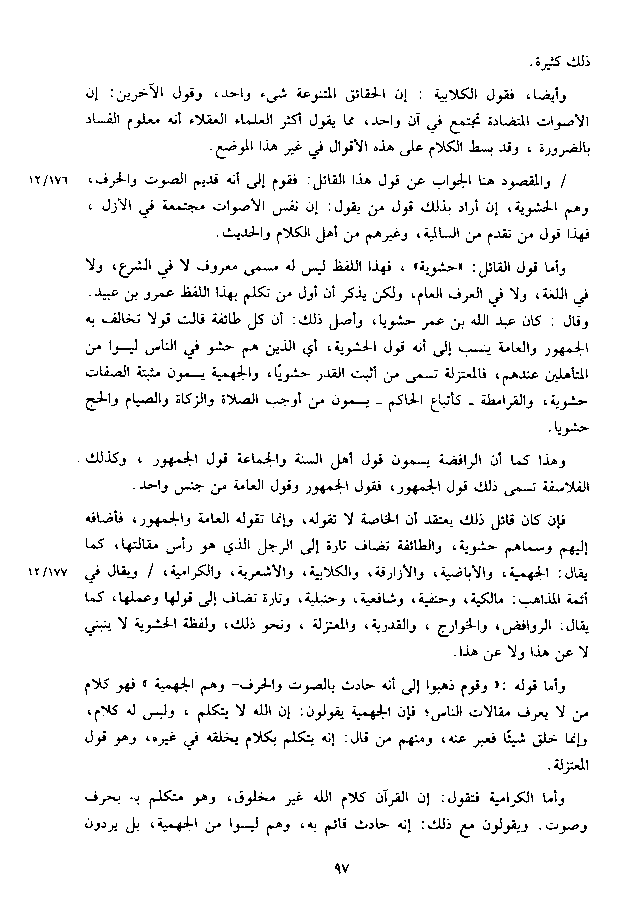 ذلك كثيرة.
وأيضا، فقول الكلابية : إن الحقائق المتنوعة شىء واحد، وقول الآخرين: إن
الأصوات المتضادة تجتمع في آن واحد، مما يقول أكثر العلماء العقلاء أنه معلوم الفساد
بالضرورة ، وقد بسط الكلام على هذه الأقوال في غير هذا الموضع.
١٢/١٧٦ / والمقصود هنا الجواب عن قول هذا القائل: فقوم إلى أنه قديم الصوت والحرف،
وهم الحشوية، إن أراد بذلك قول من يقول: إن نفس الأصوات مجتمعة في الأزل ،
فهذا قول من تقدم من السالمية، وغيرهم من أهل الكلام والحديث.
وأما قول القائل: «حشوية» ، فهذا اللفظ ليس له مسمى معروف لا في الشرع، ولا
في اللغة، ولا في العرف العام، ولكن يذكر أن أول من تكلم بهذا اللفظ عمرو بن عبيد.
وقال : كان عبد الله بن عمر حشويا، وأصل ذلك: أن كل طائفة قالت قولا تخالف به
الجمهور والعامة ينسب إلى أنه قول الحشوية، أي الذين هم حشو في الناس ليسوا من
المتأهلين عندهم، فالمعتزلة تسمى من أثبت القدر حشويًا، والجهمية يسمون مثبتة الصفات
حشوية، والقرامطة ـ كأتباع الحاكم ـ يسمون من أوجب الصلاة والزكاة والصيام والحج
حشويا.
وهذا كما أن الرافضة يسمون قول أهل السنة والجماعة قول الجمهور ، وكذلك
الفلاسفة تسمى ذلك قول الجمهور، فقول الجمهور وقول العامة من جنس واحد.
فإن كان قائل ذلك يعتقد أن الخاصة لا تقوله، وإنما تقوله العامة والجمهور، فأضافه
إليهم وسماهم حشوية، والطائفة تضاف تارة إلى الرجل الذي هو رأس مقالتها، كما
١٢/١٧٧ يقال: الجهمية، والأباضية، والأزارقة، والكلابية، والأشعرية، والكرامية، / ويقال في
أئمة المذاهب: مالكية، وحنفية، وشافعية، وحنبلية، وتارة تضاف إلى قولها وعملها، كما
يقال: الروافض، والخوارج ، والقدرية، والمعتزلة ، ونحو ذلك، ولفظة الحشوية لا ينبني
لا عن هذا ولا عن هذا.
وأما قوله :« وقوم ذهبوا إلى أنه حادث بالصوت والحرف- وهم الجهمية » فهو كلام
من لا يعرف مقالات الناس؛ فإن الجهمية يقولون: إن الله لا يتكلم ، وليس له كلام،
وإنما خلق شيئًا فعبر عنه، ومنهم من قال: إنه يتكلم بكلام يخلقه في غيره، وهو قول
المعتزلة.
وأما الكرامية فتقول: إن القرآن كلام الله غير مخلوق، وهو متكلم به بحرف
وصوت. ويقولون مع ذلك: إنه حادث قائم به، وهم ليسوا من الجهمية، بل يردون
٩٧